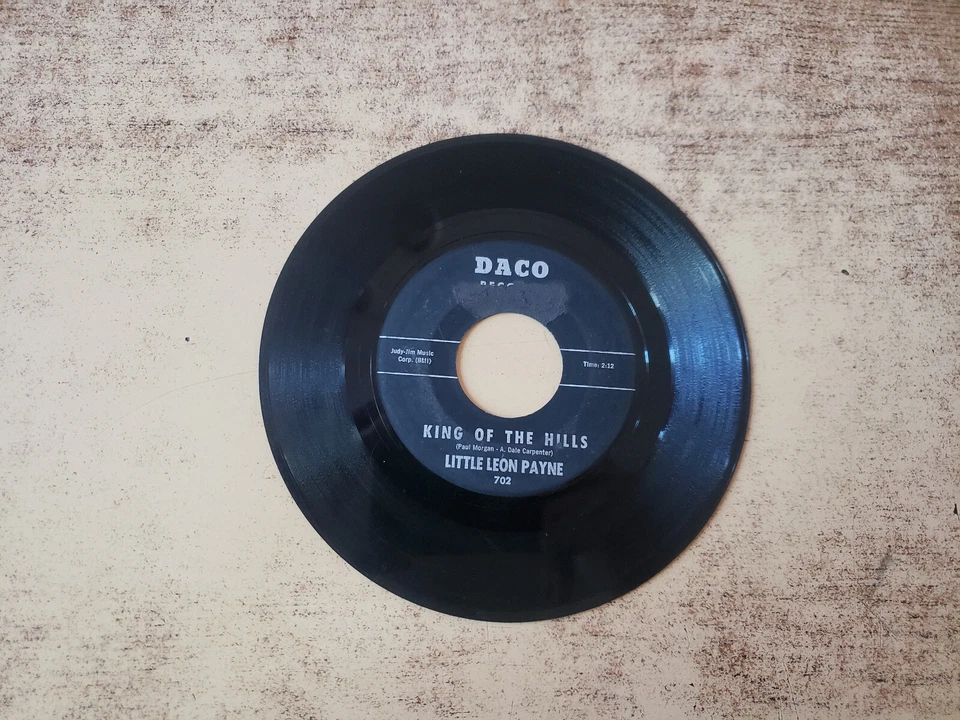 DACO
Judy-Jim Music
Corp. (BMI)
Time: 2:12
KING OF THE HILLS
(Paul Morgan - A. Dale Carpenter)
LITTLE LEON PAYNE
702